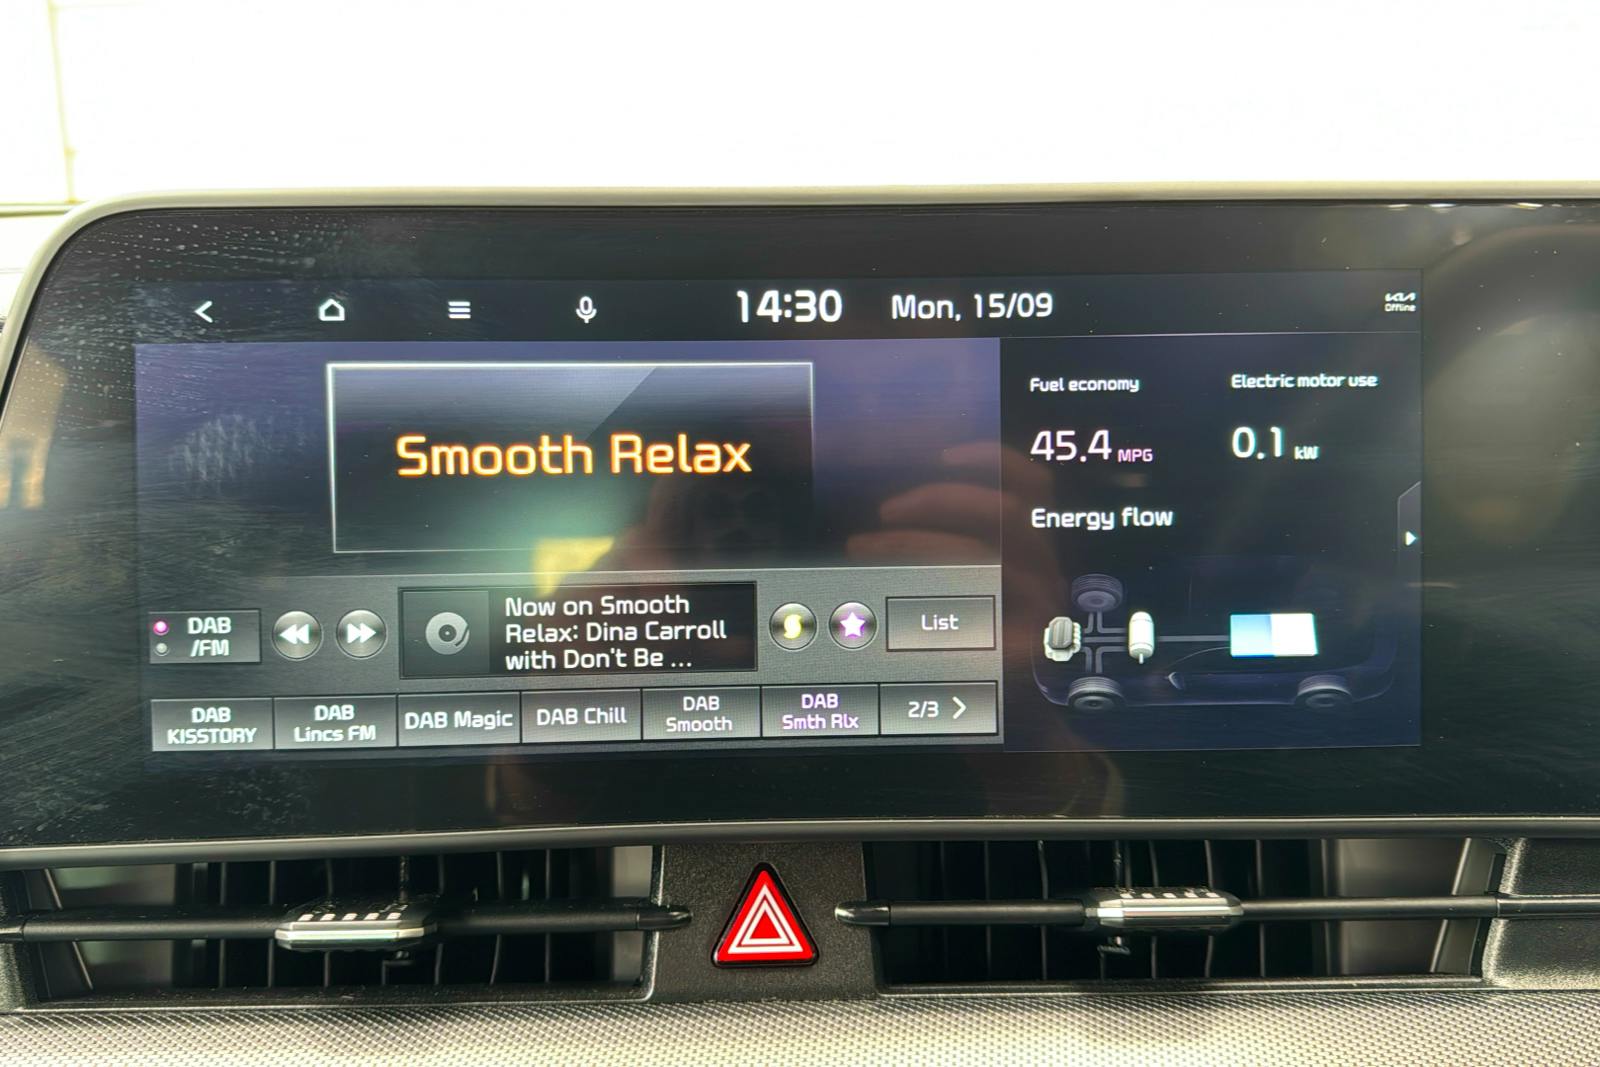 14:30 Mon, 15/09
KIA
Offline
Smooth Relax
Fuel economy
45.4 MPG
Electric motor use
0.1 kW
Energy flow
DAB
/FM
Now on Smooth
Relax: Dina Carroll
with Don't Be ...
List
DAB
KISSTORY
DAB
Lincs FM
DAB Magic
DAB Chill
DAB
Smooth
DAB
Smth Rlx
2/3